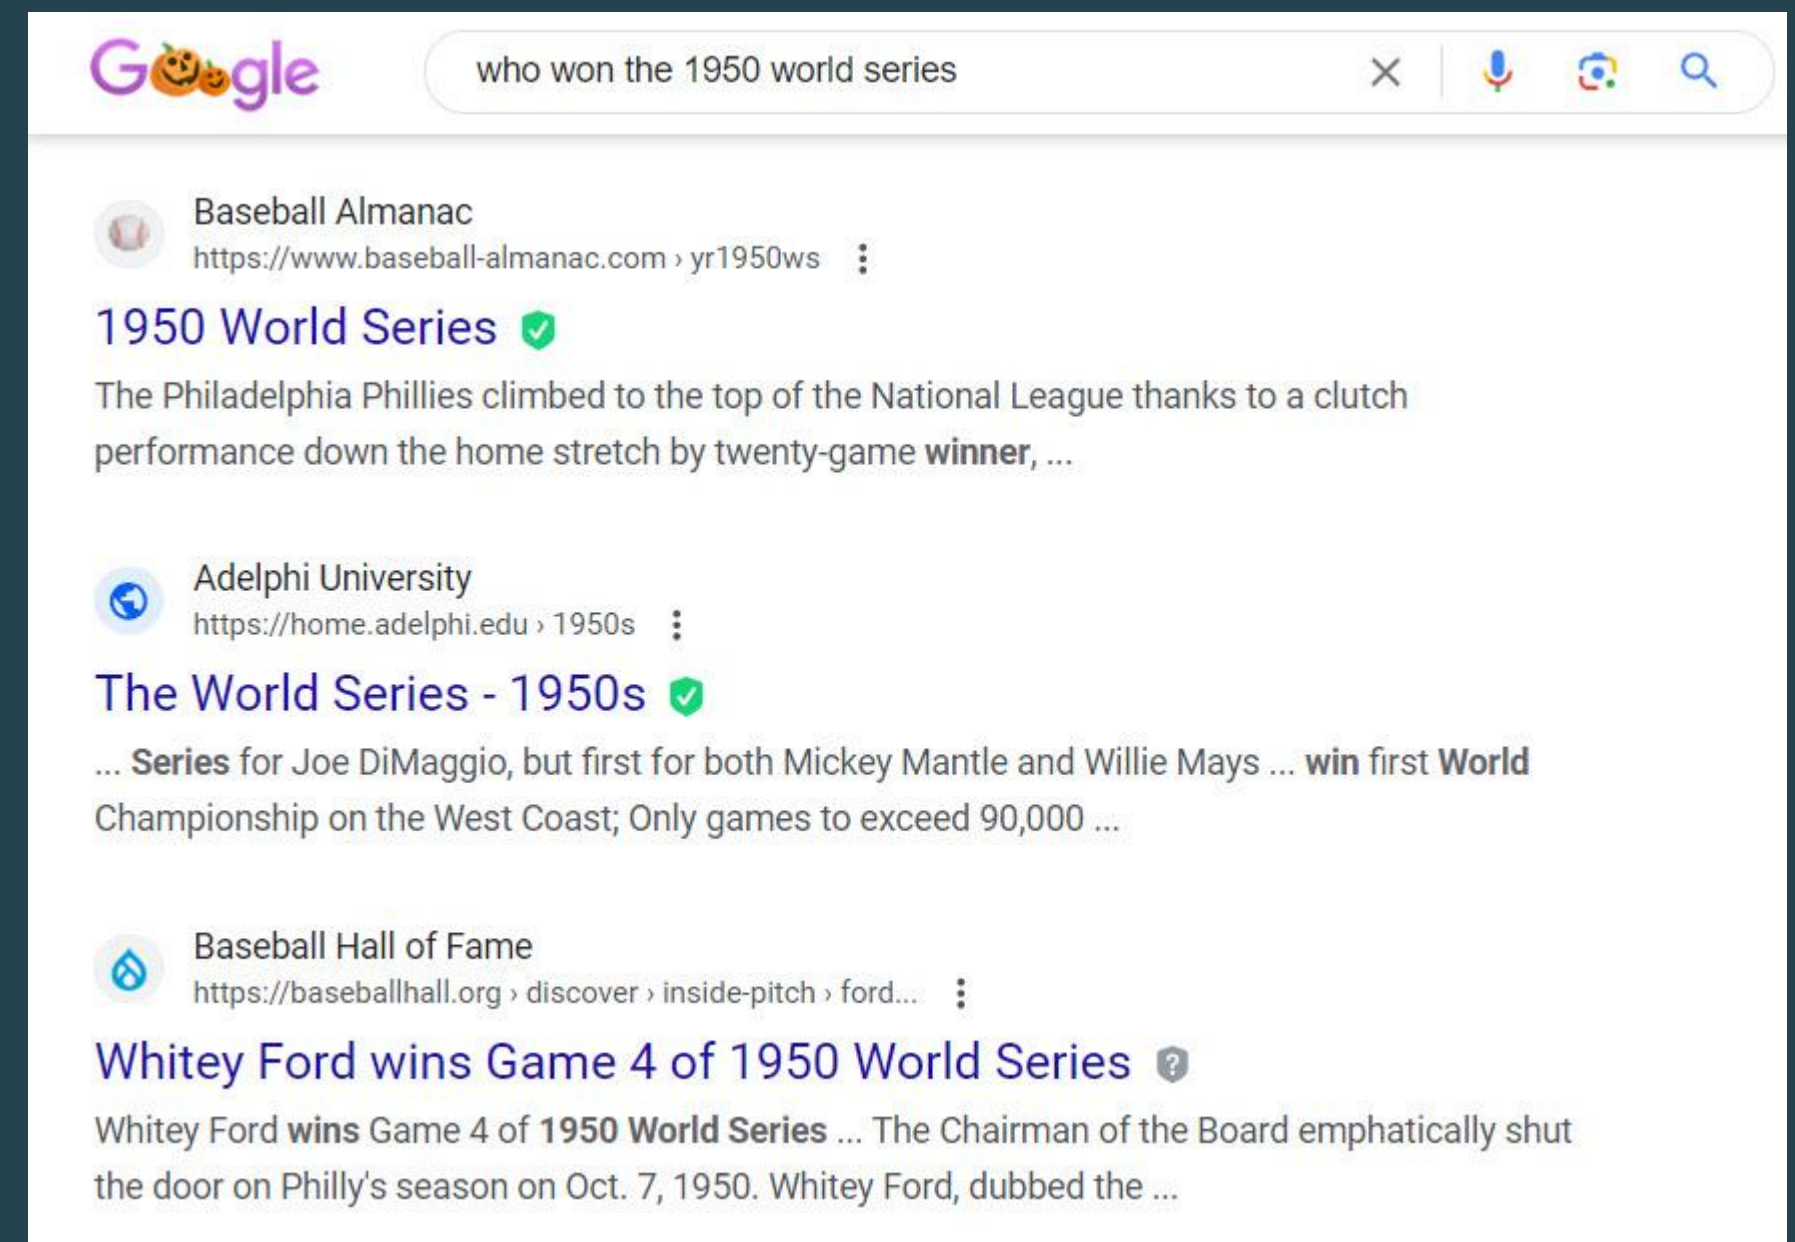 Google
who won the 1950 world series
Baseball Almanac
https://www.baseball-almanac.com › yr1950ws
1950 World Series
The Philadelphia Phillies climbed to the top of the National League thanks to a clutch
performance down the home stretch by twenty-game winner, ...
Adelphi University
https://home.adelphi.edu › 1950s
The World Series - 1950s
... Series for Joe DiMaggio, but first for both Mickey Mantle and Willie Mays ... win first World
Championship on the West Coast; Only games to exceed 90,000 ...
Baseball Hall of Fame
https://baseballhall.org › discover › inside-pitch › ford...
Whitey Ford wins Game 4 of 1950 World Series
Whitey Ford wins Game 4 of 1950 World Series ... The Chairman of the Board emphatically shut
the door on Philly's season on Oct. 7, 1950. Whitey Ford, dubbed the ...